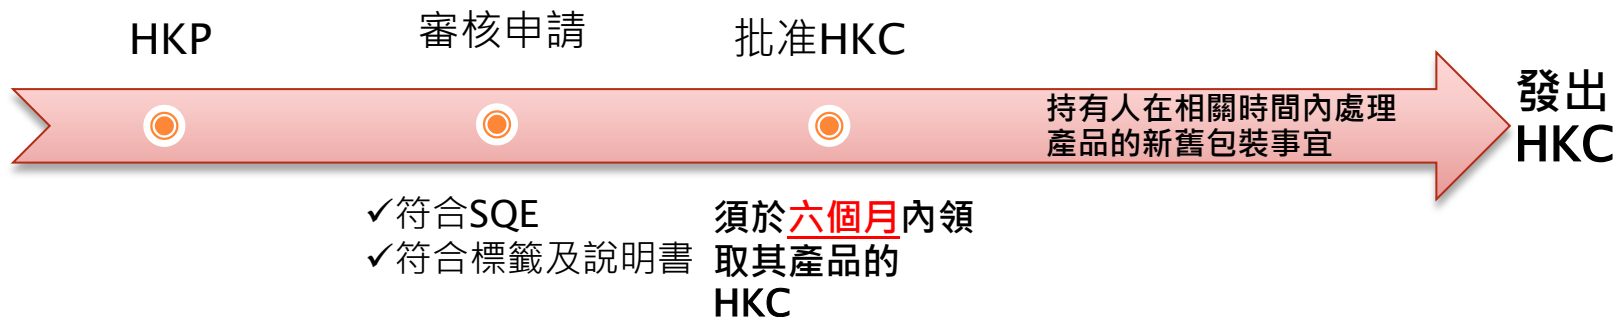 HKP
審核申請
批准HKC
持有人在相關時間內處理
產品的新舊包裝事宜
發出
HKC
✓符合SQE
✓符合標籤及說明書
須於六個月內領
取其產品的
HKC